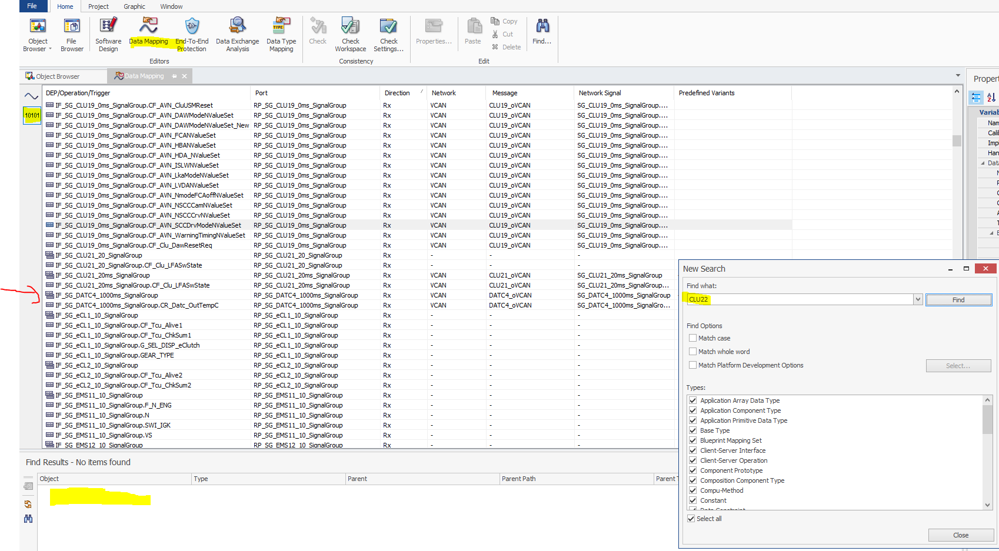 File Home Project Graphic Window
Object Browser File Browser Software Design Data Mapping End-To-End Protection Data Exchange Analysis Data Type Mapping Check Check Workspace Check Settings... Properties... Paste Copy Cut Delete Find...
Editors Consistency Edit
Object Browser Data Mapping
DEP/Operation/Trigger Port Direction Network Message Network Signal Predefined Variants
10101
IF_SG_CLU19_0ms_SignalGroup.CF_AVN_CluUSMReset RP_SG_CLU19_0ms_SignalGroup Rx VCAN CLU19_oVCAN SG_CLU19_0ms_SignalGroup....
IF_SG_CLU19_0ms_SignalGroup.CF_AVN_DAWModeNValueSet RP_SG_CLU19_0ms_SignalGroup Rx VCAN CLU19_oVCAN SG_CLU19_0ms_SignalGroup....
IF_SG_CLU19_0ms_SignalGroup.CF_AVN_DAWModeNValueSet_New RP_SG_CLU19_0ms_SignalGroup Rx VCAN CLU19_oVCAN SG_CLU19_0ms_SignalGroup....
IF_SG_CLU19_0ms_SignalGroup.CF_AVN_FCANValueSet RP_SG_CLU19_0ms_SignalGroup Rx VCAN CLU19_oVCAN SG_CLU19_0ms_SignalGroup....
IF_SG_CLU19_0ms_SignalGroup.CF_AVN_HBANValueSet RP_SG_CLU19_0ms_SignalGroup Rx VCAN CLU19_oVCAN SG_CLU19_0ms_SignalGroup....
IF_SG_CLU19_0ms_SignalGroup.CF_AVN_HDA_NValueSet RP_SG_CLU19_0ms_SignalGroup Rx VCAN CLU19_oVCAN SG_CLU19_0ms_SignalGroup....
IF_SG_CLU19_0ms_SignalGroup.CF_AVN_ISLWNValueSet RP_SG_CLU19_0ms_SignalGroup Rx VCAN CLU19_oVCAN SG_CLU19_0ms_SignalGroup....
IF_SG_CLU19_0ms_SignalGroup.CF_AVN_LkaModeNValueSet RP_SG_CLU19_0ms_SignalGroup Rx VCAN CLU19_oVCAN SG_CLU19_0ms_SignalGroup....
IF_SG_CLU19_0ms_SignalGroup.CF_AVN_LVDANValueSet RP_SG_CLU19_0ms_SignalGroup Rx VCAN CLU19_oVCAN SG_CLU19_0ms_SignalGroup....
IF_SG_CLU19_0ms_SignalGroup.CF_AVN_NmodeFCAoffNValueSet RP_SG_CLU19_0ms_SignalGroup Rx VCAN CLU19_oVCAN SG_CLU19_0ms_SignalGroup....
IF_SG_CLU19_0ms_SignalGroup.CF_AVN_NSCCCamNValueSet RP_SG_CLU19_0ms_SignalGroup Rx VCAN CLU19_oVCAN SG_CLU19_0ms_SignalGroup....
IF_SG_CLU19_0ms_SignalGroup.CF_AVN_NSCCCrvNValueSet RP_SG_CLU19_0ms_SignalGroup Rx VCAN CLU19_oVCAN SG_CLU19_0ms_SignalGroup....
IF_SG_CLU19_0ms_SignalGroup.CF_AVN_SCCDrvModeNValueSet RP_SG_CLU19_0ms_SignalGroup Rx VCAN CLU19_oVCAN SG_CLU19_0ms_SignalGroup....
IF_SG_CLU19_0ms_SignalGroup.CF_AVN_WarningTimingNValueSet RP_SG_CLU19_0ms_SignalGroup Rx VCAN CLU19_oVCAN SG_CLU19_0ms_SignalGroup....
IF_SG_CLU19_0ms_SignalGroup.CF_Clu_DawResetReq RP_SG_CLU19_0ms_SignalGroup Rx VCAN CLU19_oVCAN SG_CLU19_0ms_SignalGroup....
IF_SG_CLU21_20_SignalGroup RP_SG_CLU21_20_SignalGroup Rx - - -
IF_SG_CLU21_20_SignalGroup.CF_Clu_LFASwState RP_SG_CLU21_20_SignalGroup Rx - - -
IF_SG_CLU21_20ms_SignalGroup RP_SG_CLU21_20ms_SignalGroup Rx VCAN CLU21_oVCAN SG_CLU21_20ms_SignalGroup
IF_SG_CLU21_20ms_SignalGroup.CF_Clu_LFASwState RP_SG_CLU21_20ms_SignalGroup Rx VCAN CLU21_oVCAN SG_CLU21_20ms_SignalGroup....
IF_SG_DATC4_1000ms_SignalGroup RP_SG_DATC4_1000ms_SignalGroup Rx VCAN DATC4_oVCAN SG_DATC4_1000ms_SignalGroup
IF_SG_DATC4_1000ms_SignalGroup.CR_Datc_OutTempC RP_SG_DATC4_1000ms_SignalGroup Rx VCAN DATC4_oVCAN SG_DATC4_1000ms_SignalGro...
IF_SG_eCL1_10_SignalGroup RP_SG_eCL1_10_SignalGroup Rx - - -
IF_SG_eCL1_10_SignalGroup.CF_Tcu_Alive1 RP_SG_eCL1_10_SignalGroup Rx - - -
IF_SG_eCL1_10_SignalGroup.CF_Tcu_ChkSum1 RP_SG_eCL1_10_SignalGroup Rx - - -
IF_SG_eCL1_10_SignalGroup.G_SEL_DISP_eClutch RP_SG_eCL1_10_SignalGroup Rx - - -
IF_SG_eCL1_10_SignalGroup.GEAR_TYPE RP_SG_eCL1_10_SignalGroup Rx - - -
IF_SG_eCL2_10_SignalGroup RP_SG_eCL2_10_SignalGroup Rx - - -
IF_SG_eCL2_10_SignalGroup.CF_Tcu_Alive2 RP_SG_eCL2_10_SignalGroup Rx - - -
IF_SG_eCL2_10_SignalGroup.CF_Tcu_ChkSum2 RP_SG_eCL2_10_SignalGroup Rx - - -
IF_SG_EMS11_10_SignalGroup RP_SG_EMS11_10_SignalGroup Rx - - -
IF_SG_EMS11_10_SignalGroup.F_N_ENG RP_SG_EMS11_10_SignalGroup Rx - - -
IF_SG_EMS11_10_SignalGroup.N RP_SG_EMS11_10_SignalGroup Rx - - -
IF_SG_EMS11_10_SignalGroup.SWI_IGK RP_SG_EMS11_10_SignalGroup Rx - - -
IF_SG_EMS11_10_SignalGroup.VS RP_SG_EMS11_10_SignalGroup Rx - - -
IF_SG_EMS12_10_SignalGroup RP_SG_EMS12_10_SignalGroup Rx - - -
Find Results - No items found
Object Type Parent Parent Path Parent T
New Search
Find what:
CLU22 Find
Find Options
Match case
Match whole word
Match Platform Development Options Select...
Types:
Application Array Data Type
Application Component Type
Application Primitive Data Type
Base Type
Blueprint Mapping Set
Client-Server Interface
Client-Server Operation
Component Prototype
Composition Component Type
Compu-Method
Constant
Data Constraint
Select all
Close
Propert
Variab
Nam
Calil
Impl
Han
Data